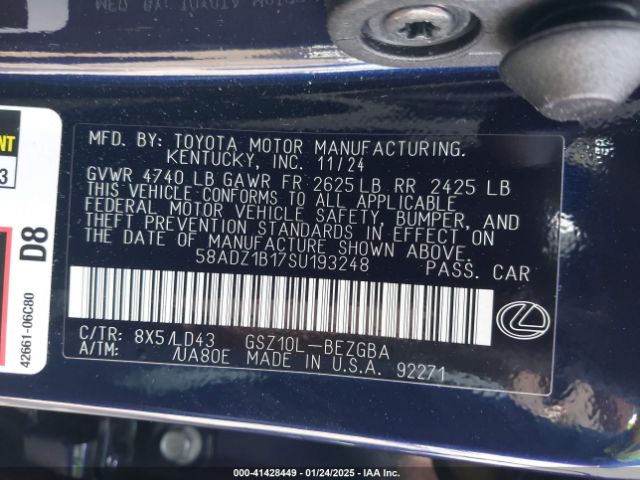 MFD. BY: TOYOTA MOTOR MANUFACTURING.
KENTUCKY, INC. 11/24
GVWR 4740 LB GAWR FR 2625 LB RR 2425 LB
THIS VEHICLE CONFORMS TO ALL APPLICABLE
FEDERAL MOTOR VEHICLE SAFETY, BUMPER, AND
THEFT PREVENTION STANDARDS IN EFFECT ON
THE DATE OF MANUFACTURE SHOWN ABOVE.
58ADZ1B17SU193248 PASS. CAR
C/TR: 8X5/LD43 GSZ10L-BEZGBA
A/TM: /UA80E MADE IN U.S.A. 92271
D8
42661-06C80
000-41428449 - 01/24/2025 - IAA Inc.